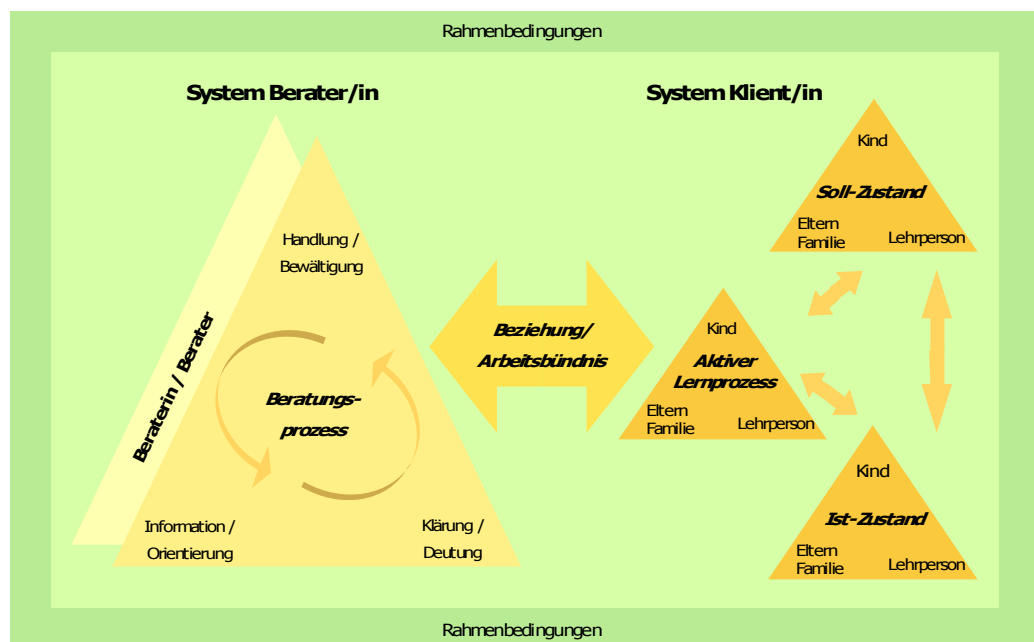 Rahmenbedingungen
System Berater/in
System Klient/in
Beraterin / Berater
Handlung /
Bewältigung
Beratungs-
prozess
Information /
Orientierung
Klärung /
Deutung
Beziehung/
Arbeitsbündnis
Kind
Soll-Zustand
Eltern
Familie
Lehrperson
Kind
Aktiver
Lernprozess
Eltern
Familie
Lehrperson
Kind
Ist-Zustand
Eltern
Familie
Lehrperson
Rahmenbedingungen